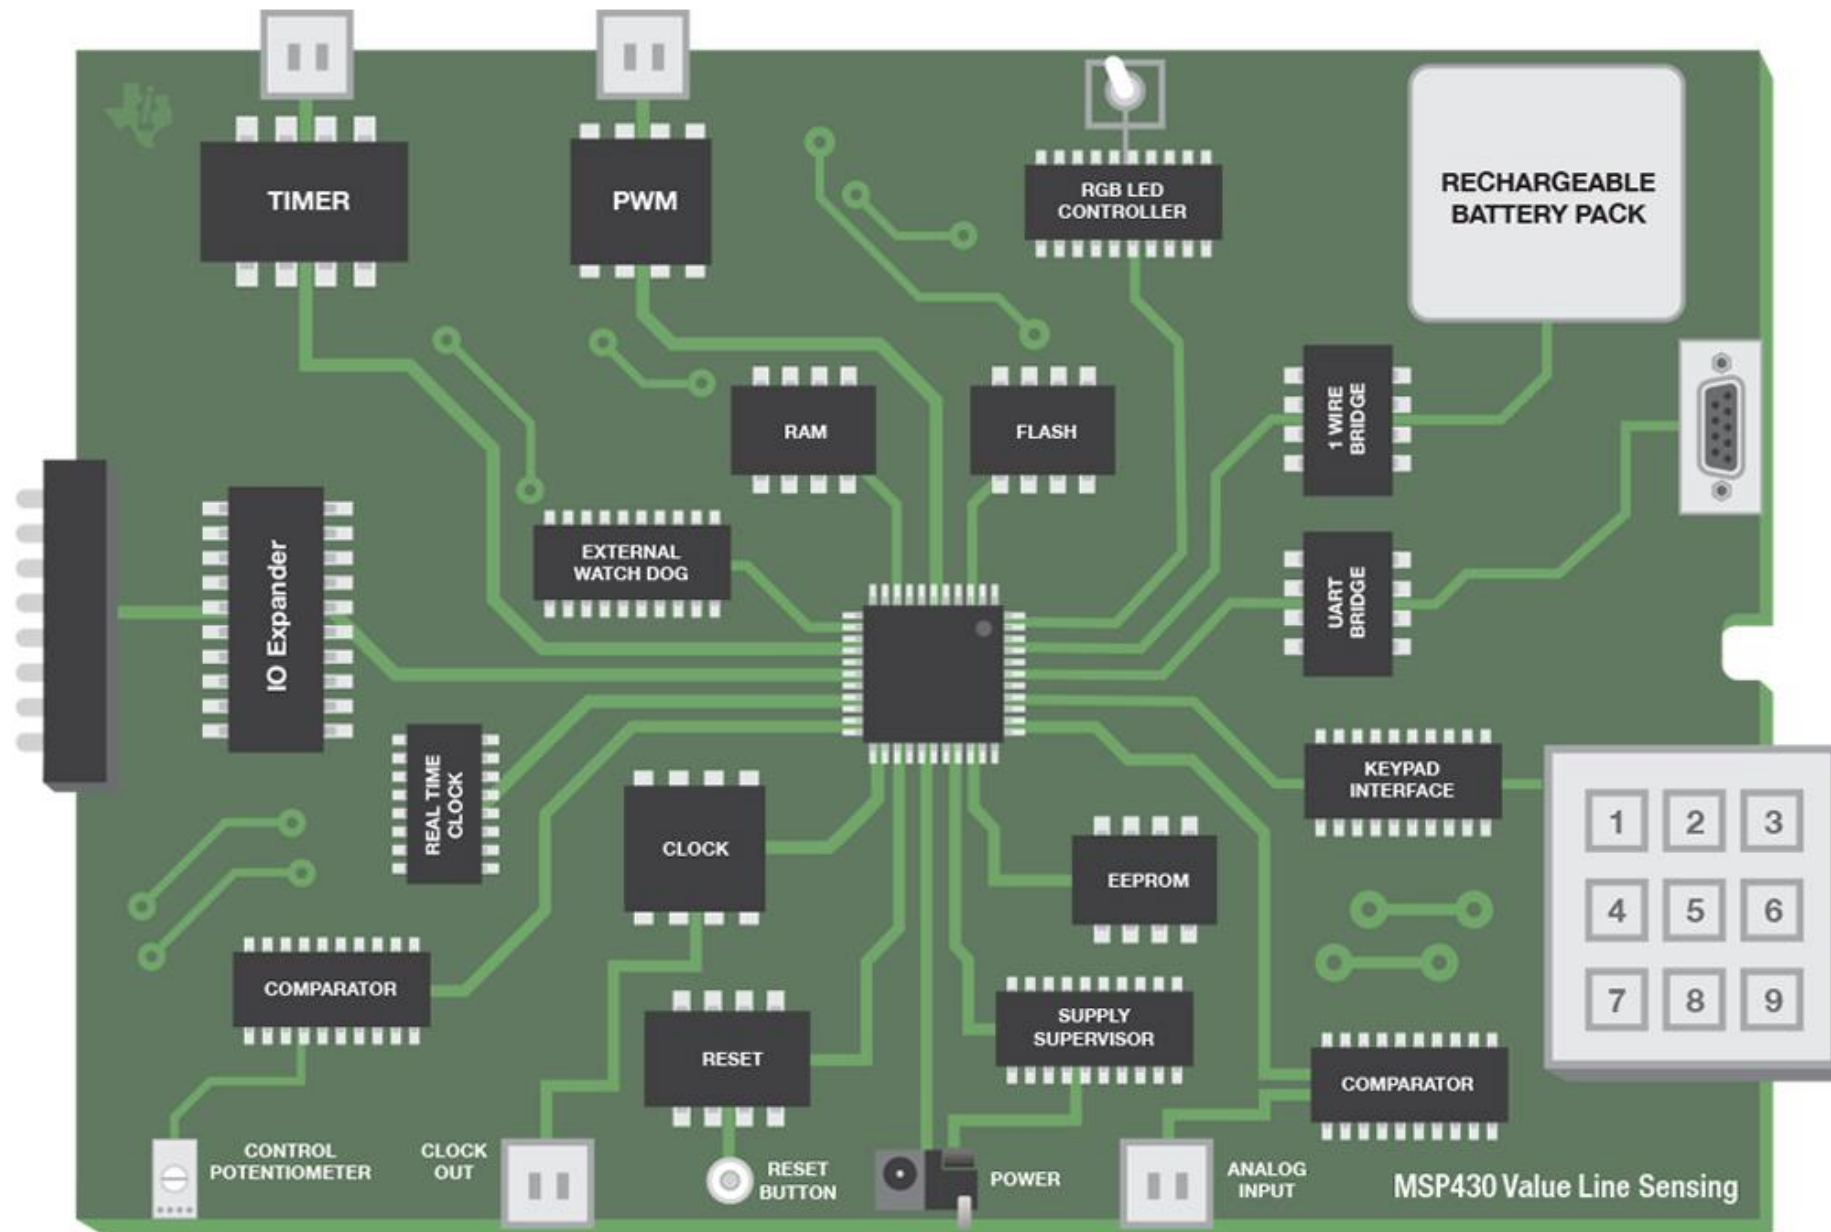 TIMER
PWM
RGB LED
CONTROLLER
RECHARGEABLE
BATTERY PACK
RAM
FLASH
1 WIRE
BRIDGE
EXTERNAL
WATCH DOG
IO Expander
UART
BRIDGE
REAL TIME
CLOCK
CLOCK
KEYPAD
INTERFACE
1 2 3
4 5 6
7 8 9
EEPROM
COMPARATOR
RESET
SUPPLY
SUPERVISOR
COMPARATOR
CONTROL
POTENTIOMETER
CLOCK
OUT
RESET
BUTTON
POWER
ANALOG
INPUT
MSP430 Value Line Sensing